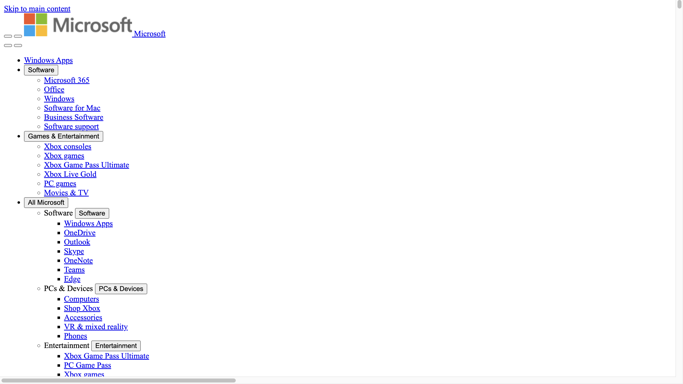 Skip to main content
Microsoft Microsoft
Windows Apps
Software
Microsoft 365
Office
Windows
Software for Mac
Business Software
Software support
Games & Entertainment
Xbox consoles
Xbox games
Xbox Game Pass Ultimate
Xbox Live Gold
PC games
Movies & TV
All Microsoft
Software Software
Windows Apps
OneDrive
Outlook
Skype
OneNote
Teams
Edge
PCs & Devices PCs & Devices
Computers
Shop Xbox
Accessories
VR & mixed reality
Phones
Entertainment Entertainment
Xbox Game Pass Ultimate
PC Game Pass
Xbox games